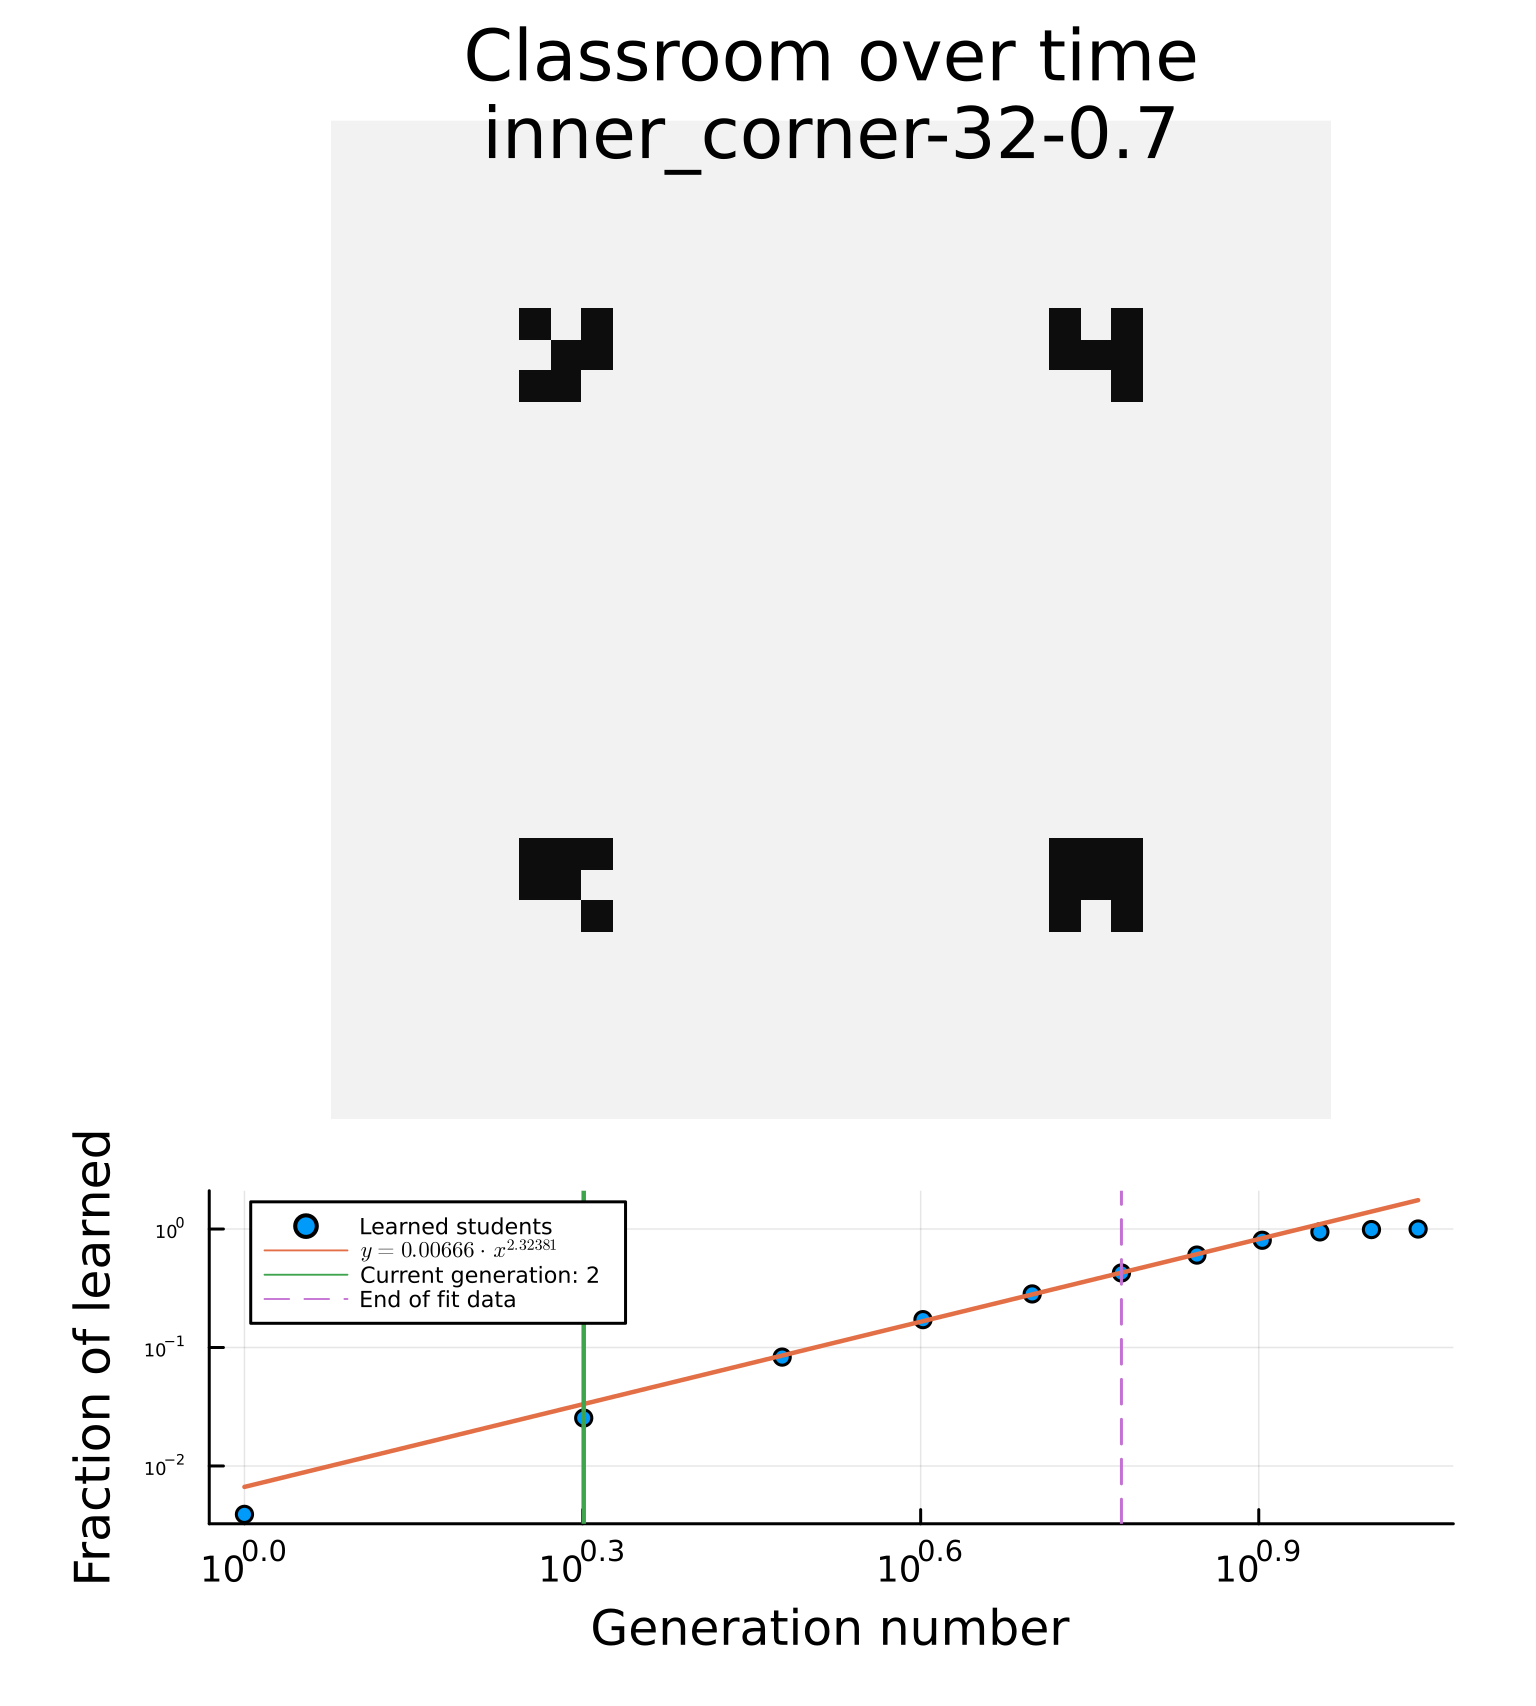 Classroom over time
inner_corner-32-0.7
Fraction of learned
10⁰
10⁻¹
10⁻²
Learned students
y = 0.00666 · x^2.32381
Current generation: 2
End of fit data
10^0.0 10^0.3 10^0.6 10^0.9
Generation number